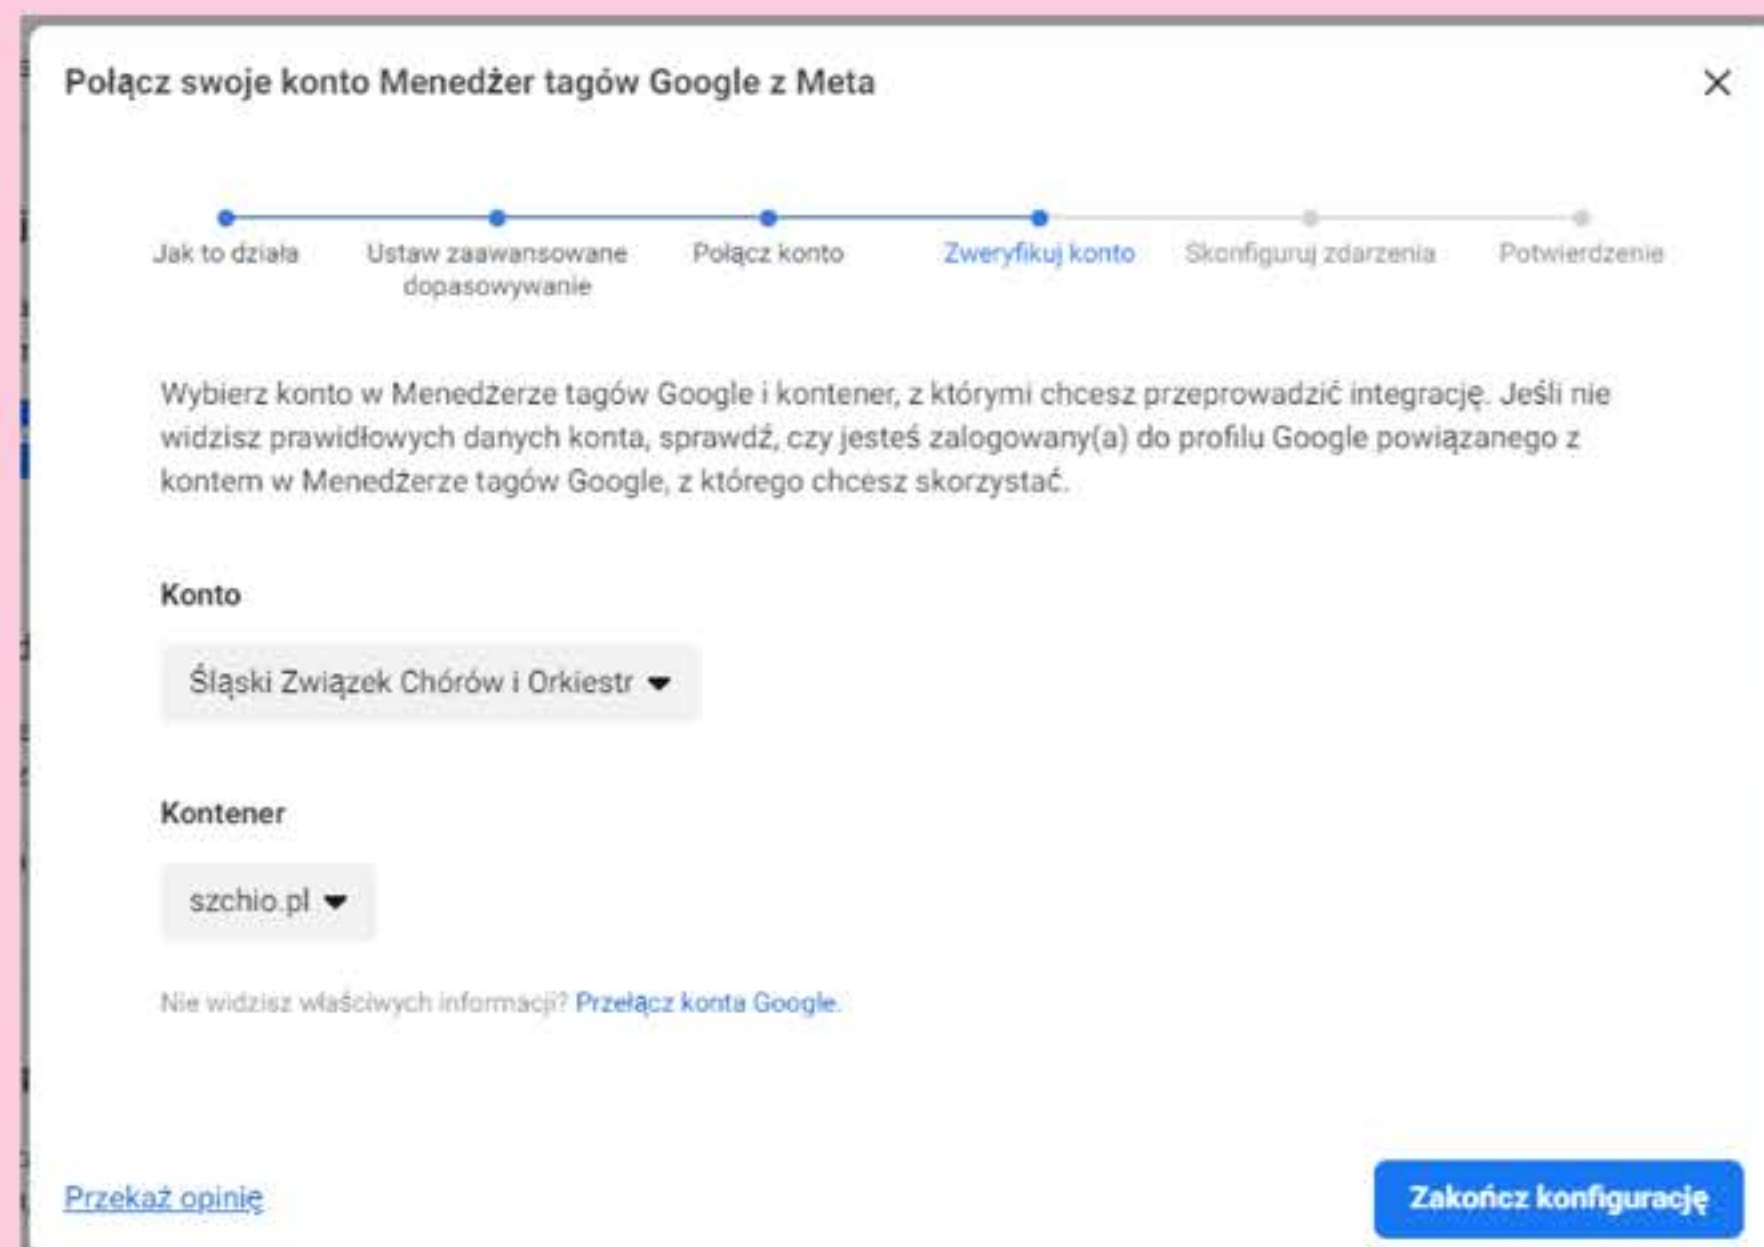 Połącz swoje konto Menedżer tagów Google z Meta
Jak to działa
Ustaw zaawansowane
dopasowywanie
Połącz konto
Zweryfikuj konto
Skonfiguruj zdarzenia
Potwierdzenie
Wybierz konto w Menedżerze tagów Google i kontener, z którymi chcesz przeprowadzić integrację. Jeśli nie
widzisz prawidłowych danych konta, sprawdź, czy jesteś zalogowany(a) do profilu Google powiązanego z
kontem w Menedżerze tagów Google, z którego chcesz skorzystać.
Konto
Śląski Związek Chórów i Orkiestr
Kontener
szchio.pl
Nie widzisz właściwych informacji? Przełącz konta Google.
Przekaż opinię
Zakończ konfigurację